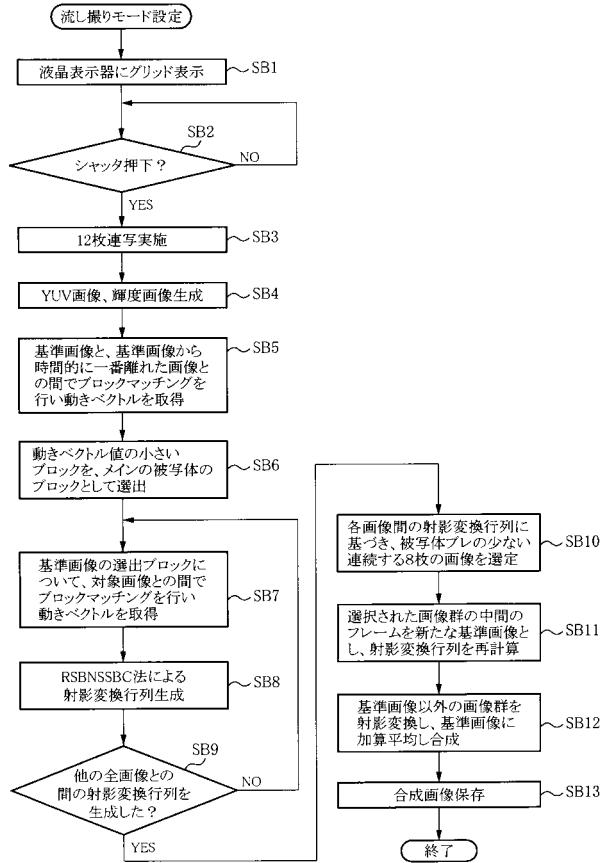 流し撮りモード設定
液晶表示器にグリッド表示
SB1
SB2
シャッタ押下？
NO
YES
12枚連写実施
SB3
YUV画像、輝度画像生成
SB4
基準画像と、基準画像から
時間的に一番離れた画像と
の間でブロックマッチングを
行い動きベクトルを取得
SB5
動きベクトル値の小さい
ブロックを、メインの被写体の
ブロックとして選出
SB6
基準画像の選出ブロックに
ついて、対象画像との間で
ブロックマッチングを行い
動きベクトルを取得
SB7
RSBNSSBC法による
射影変換行列生成
SB8
SB9
他の全画像との
間の射影変換行列を
生成した？
NO
YES
各画像間の射影変換行列に
基づき、被写体ブレの少ない
連続する8枚の画像を選定
SB10
選択された画像群の中間の
フレームを新たな基準画像と
し、射影変換行列を再計算
SB11
基準画像以外の画像群を
射影変換し、基準画像に
加算平均し合成
SB12
合成画像保存
SB13
終了